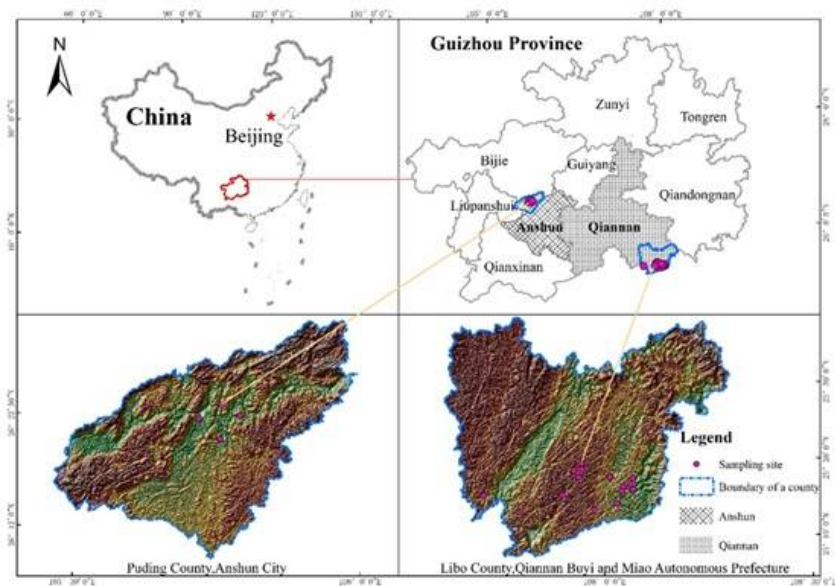 N
China
Beijing
Guizhou Province
Zunyi
Tongren
Bijie
Guiyang
Qiandongnan
Liupanshui
Anshun
Qiannan
Qianxinan
Legend
Sampling site
Boundary of a county
Anshun
Qiannan
Puding County,Anshun City
Libo County,Qiannan Buyi and Miao Autonomous Prefecture